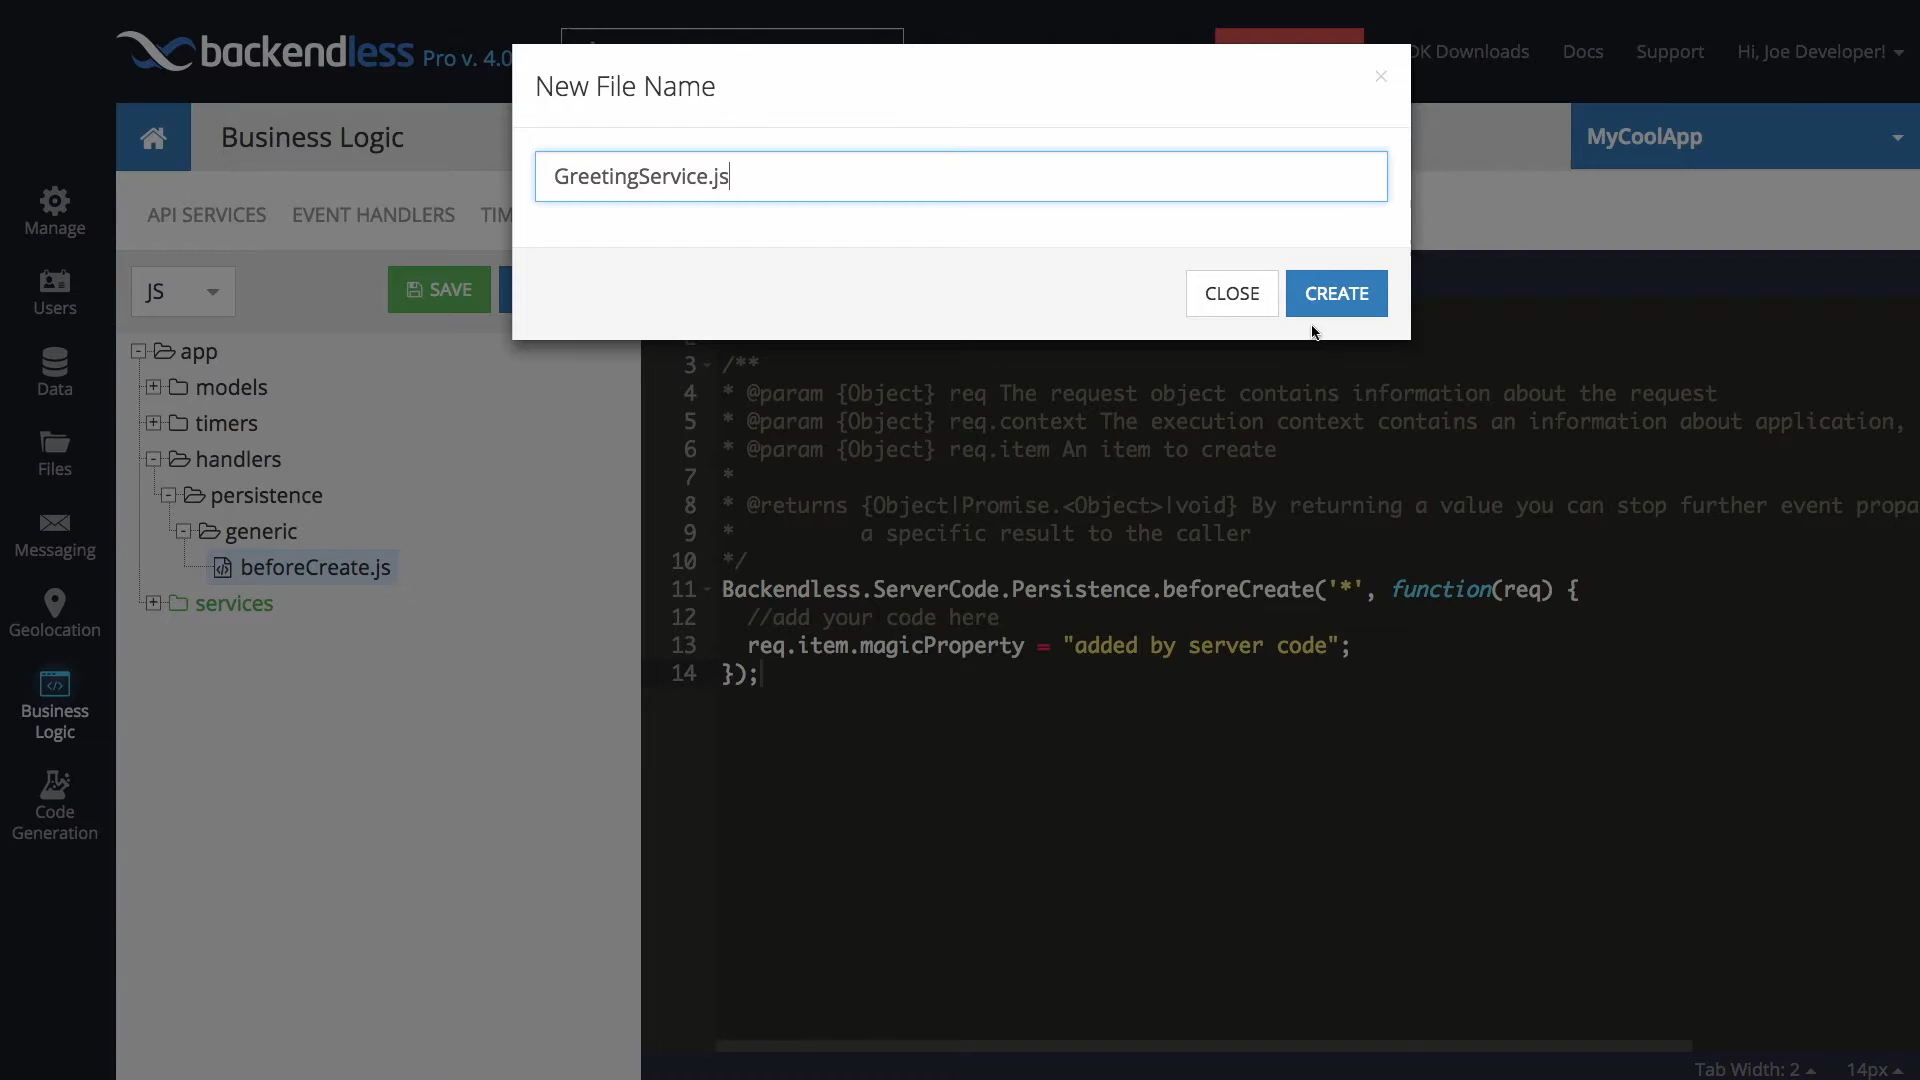 backendless Pro v. 4.0
DK Downloads
Docs
Support
Hi, Joe Developer!
New File Name
GreetingService.js
CLOSE
CREATE
Business Logic
MyCoolApp
API SERVICES
EVENT HANDLERS
JS
SAVE
Manage
Users
Data
Files
Messaging
Geolocation
Business
Logic
Code
Generation
app
models
timers
handlers
persistence
generic
beforeCreate.js
services
3 /**
4 * @param {Object} req The request object contains information about the request
5 * @param {Object} req.context The execution context contains an information about application,
6 * @param {Object} req.item An item to create
7 *
8 * @returns {Object|Promise.<Object>|void} By returning a value you can stop further event propa
9 * a specific result to the caller
10 */
11 Backendless.ServerCode.Persistence.beforeCreate('*', function(req) {
12 //add your code here
13 req.item.magicProperty = "added by server code";
14 });
Tab Width: 2
14px